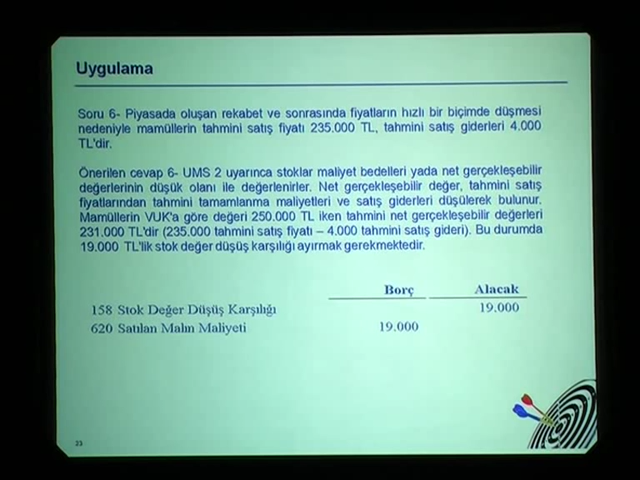 Uygulama
Soru 6- Piyasada oluşan rekabet ve sonrasında fiyatların hızlı bir biçimde düşmesi
nedeniyle mamüllerin tahmini satış fiyatı 235.000 TL, tahmini satış giderleri 4.000
TL'dir.
Önerilen cevap 6- UMS 2 uyarınca stoklar maliyet bedelleri yada net gerçekleşebilir
değerlerinin düşük olanı ile değerlenirler. Net gerçekleşebilir değer, tahmini satış
fiyatlarından tahmini tamamlanma maliyetleri ve satış giderleri düşülerek bulunur.
Mamüllerin VUK'a göre değeri 250.000 TL iken tahmini net gerçekleşebilir değerleri
231.000 TL'dir (235.000 tahmini satış fiyatı – 4.000 tahmini satış gideri). Bu durumda
19.000 TL'lik stok değer düşüş karşılığı ayırmak gerekmektedir.
Borç Alacak
158 Stok Değer Düşüş Karşılığı 19.000
620 Satılan Malın Maliyeti 19.000
23